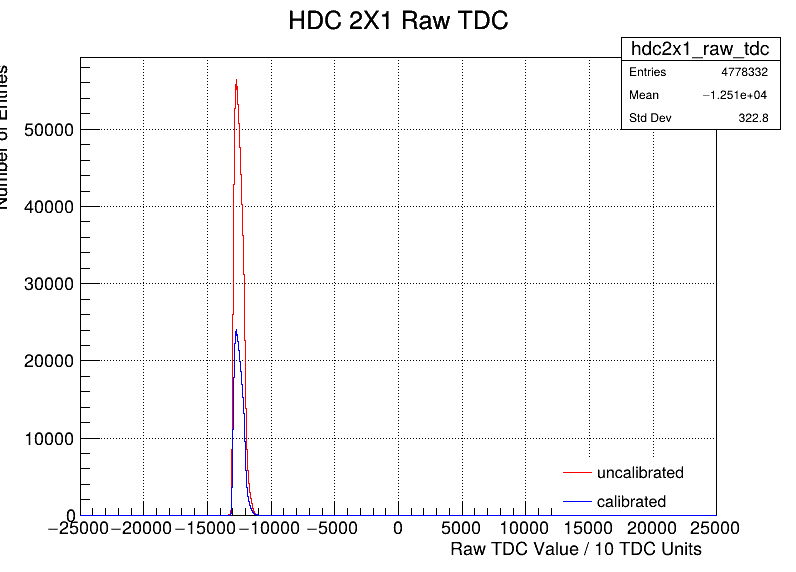 HDC 2X1 Raw TDC
hdc2x1_raw_tdc
Entries 4778332
Mean −1.251e+04
Std Dev 322.8
Number of Entries
50000
40000
30000
20000
10000
0
uncalibrated
calibrated
−25000 −20000 −15000 −10000 −5000 0 5000 10000 15000 20000 25000
Raw TDC Value / 10 TDC Units